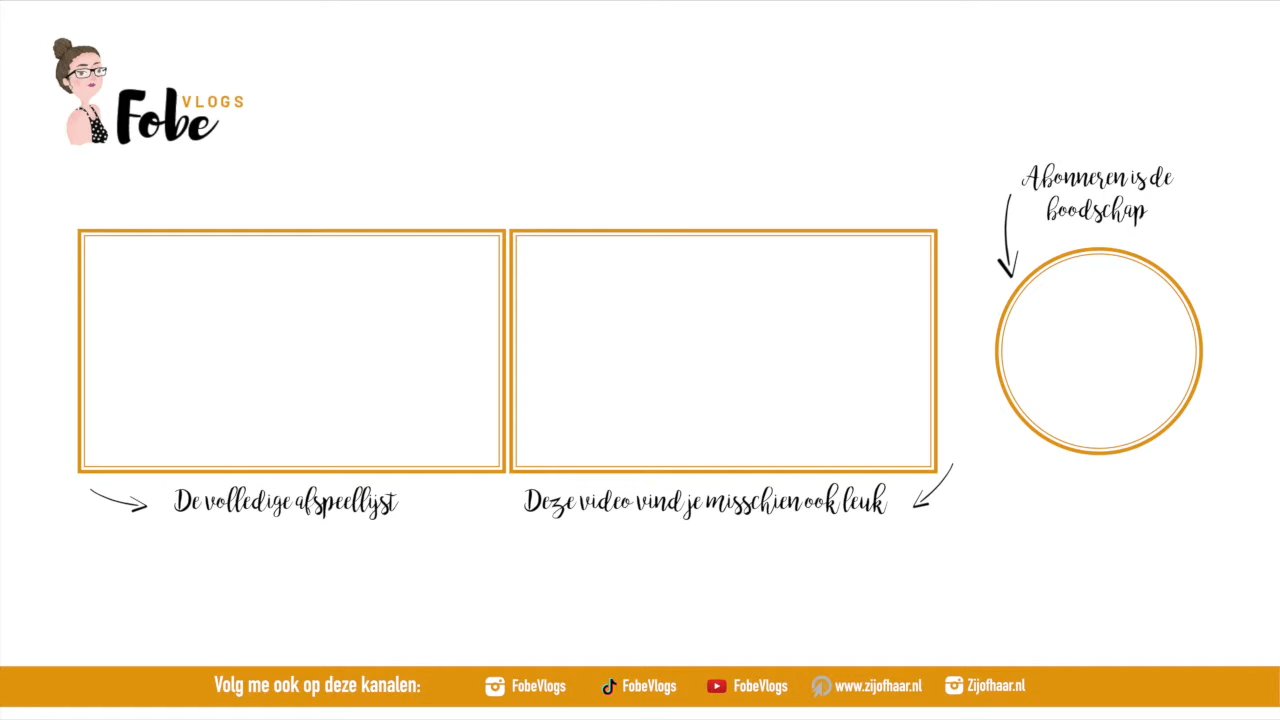 VLOGS
Fobe
Abonneren is de
boodschap
De volledige afspeellijst
Deze video vind je misschien ook leuk
Volg me ook op deze kanalen: FobeVlogs FobeVlogs FobeVlogs www.zijofhaar.nl Zijofhaar.nl